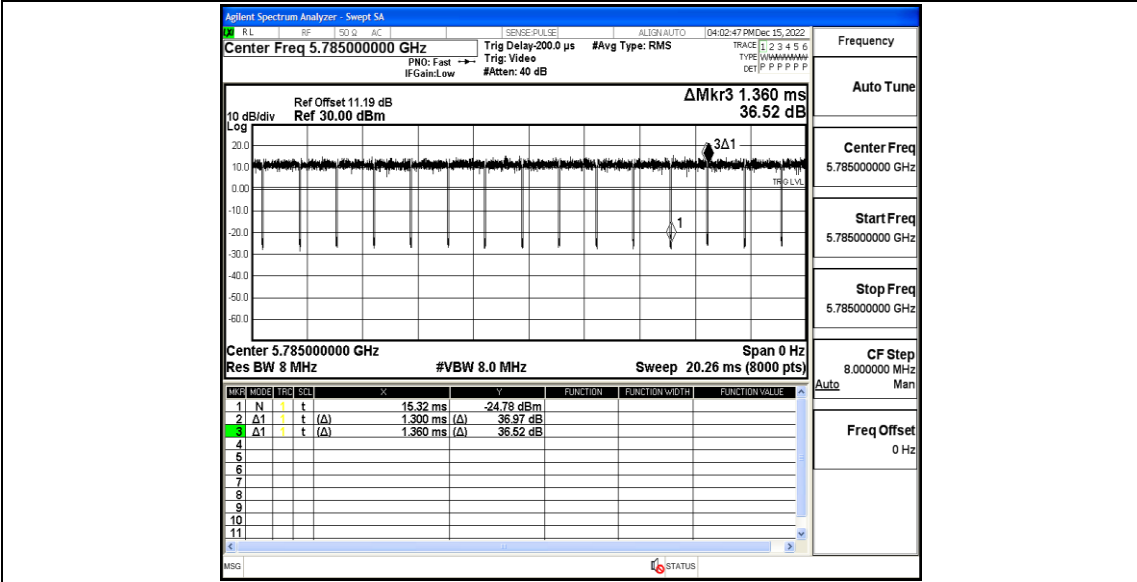 Agilent Spectrum Analyzer - Swept SA
RL RF 50 Ω AC SENSE:PULSE ALIGN AUTO 04:02:47 PM Dec 15, 2022
Center Freq 5.785000000 GHz
PNO: Fast
IFGain:Low
Trig Delay-200.0 µs
Trig: Video
#Atten: 40 dB
#Avg Type: RMS
TRACE 1 2 3 4 5 6
TYPE WWWWWW
DET P P P P P P
ΔMkr3 1.360 ms
36.52 dB
Ref Offset 11.19 dB
10 dB/div Ref 30.00 dBm
Log
20.0
10.0
0.00
-10.0
-20.0
-30.0
-40.0
-50.0
-60.0
3Δ1
TRIG LVL
1
Center 5.785000000 GHz Span 0 Hz
Res BW 8 MHz #VBW 8.0 MHz Sweep 20.26 ms (8000 pts)
MKR MODE TRC SCL X Y FUNCTION FUNCTION WIDTH FUNCTION VALUE
1 N t 15.32 ms -24.78 dBm
2 Δ1 t (Δ) 1.300 ms (Δ) 36.97 dB
3 Δ1 t (Δ) 1.360 ms (Δ) 36.52 dB
4
5
6
7
8
9
10
11
MSG STATUS
Frequency
Auto Tune
Center Freq
5.785000000 GHz
Start Freq
5.785000000 GHz
Stop Freq
5.785000000 GHz
CF Step
8.000000 MHz
Auto Man
Freq Offset
0 Hz